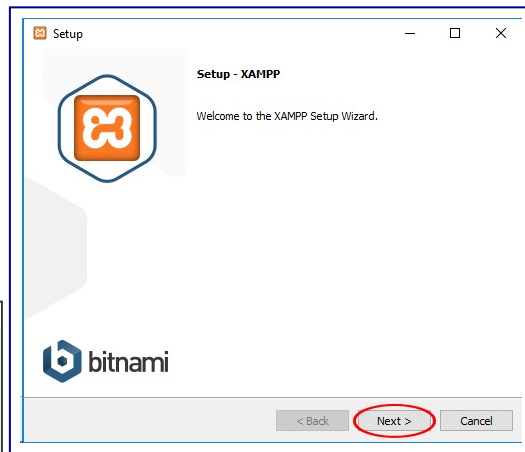 Setup
Setup - XAMPP
Welcome to the XAMPP Setup Wizard.
bitnami
< Back Next > Cancel